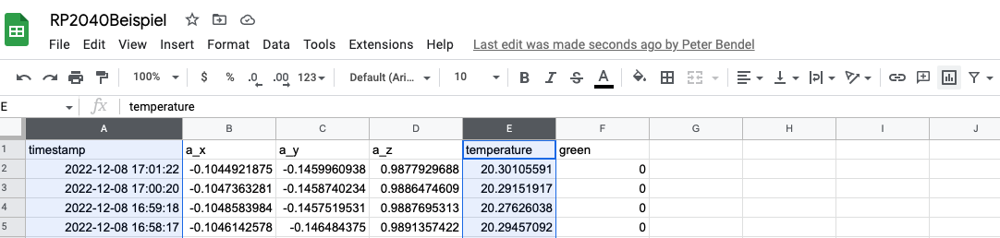 RP2040Beispiel
File Edit View Insert Format Data Tools Extensions Help Last edit was made seconds ago by Peter Bendel
100% $ % .0 .00 123 Default (Ari... 10 B I S A
E fx temperature
A B C D E F G H I J
1 timestamp a_x a_y a_z temperature green
2 2022-12-08 17:01:22 -0.1044921875 -0.1459960938 0.9877929688 20.30105591 0
3 2022-12-08 17:00:20 -0.1047363281 -0.1458740234 0.9886474609 20.29151917 0
4 2022-12-08 16:59:18 -0.1048583984 -0.1457519531 0.9887695313 20.27626038 0
5 2022-12-08 16:58:17 -0.1046142578 -0.146484375 0.9891357422 20.29457092 0